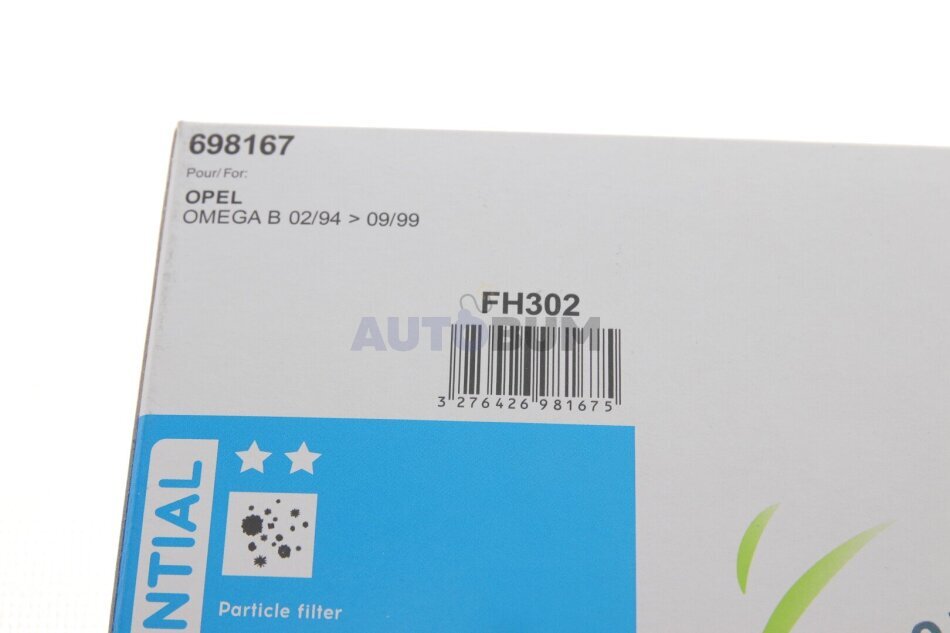 698167
Pour/For:
OPEL
OMEGA B 02/94 > 09/99
FH302
AUTOBUM
3 276426 981675
NTIAL
Particle filter